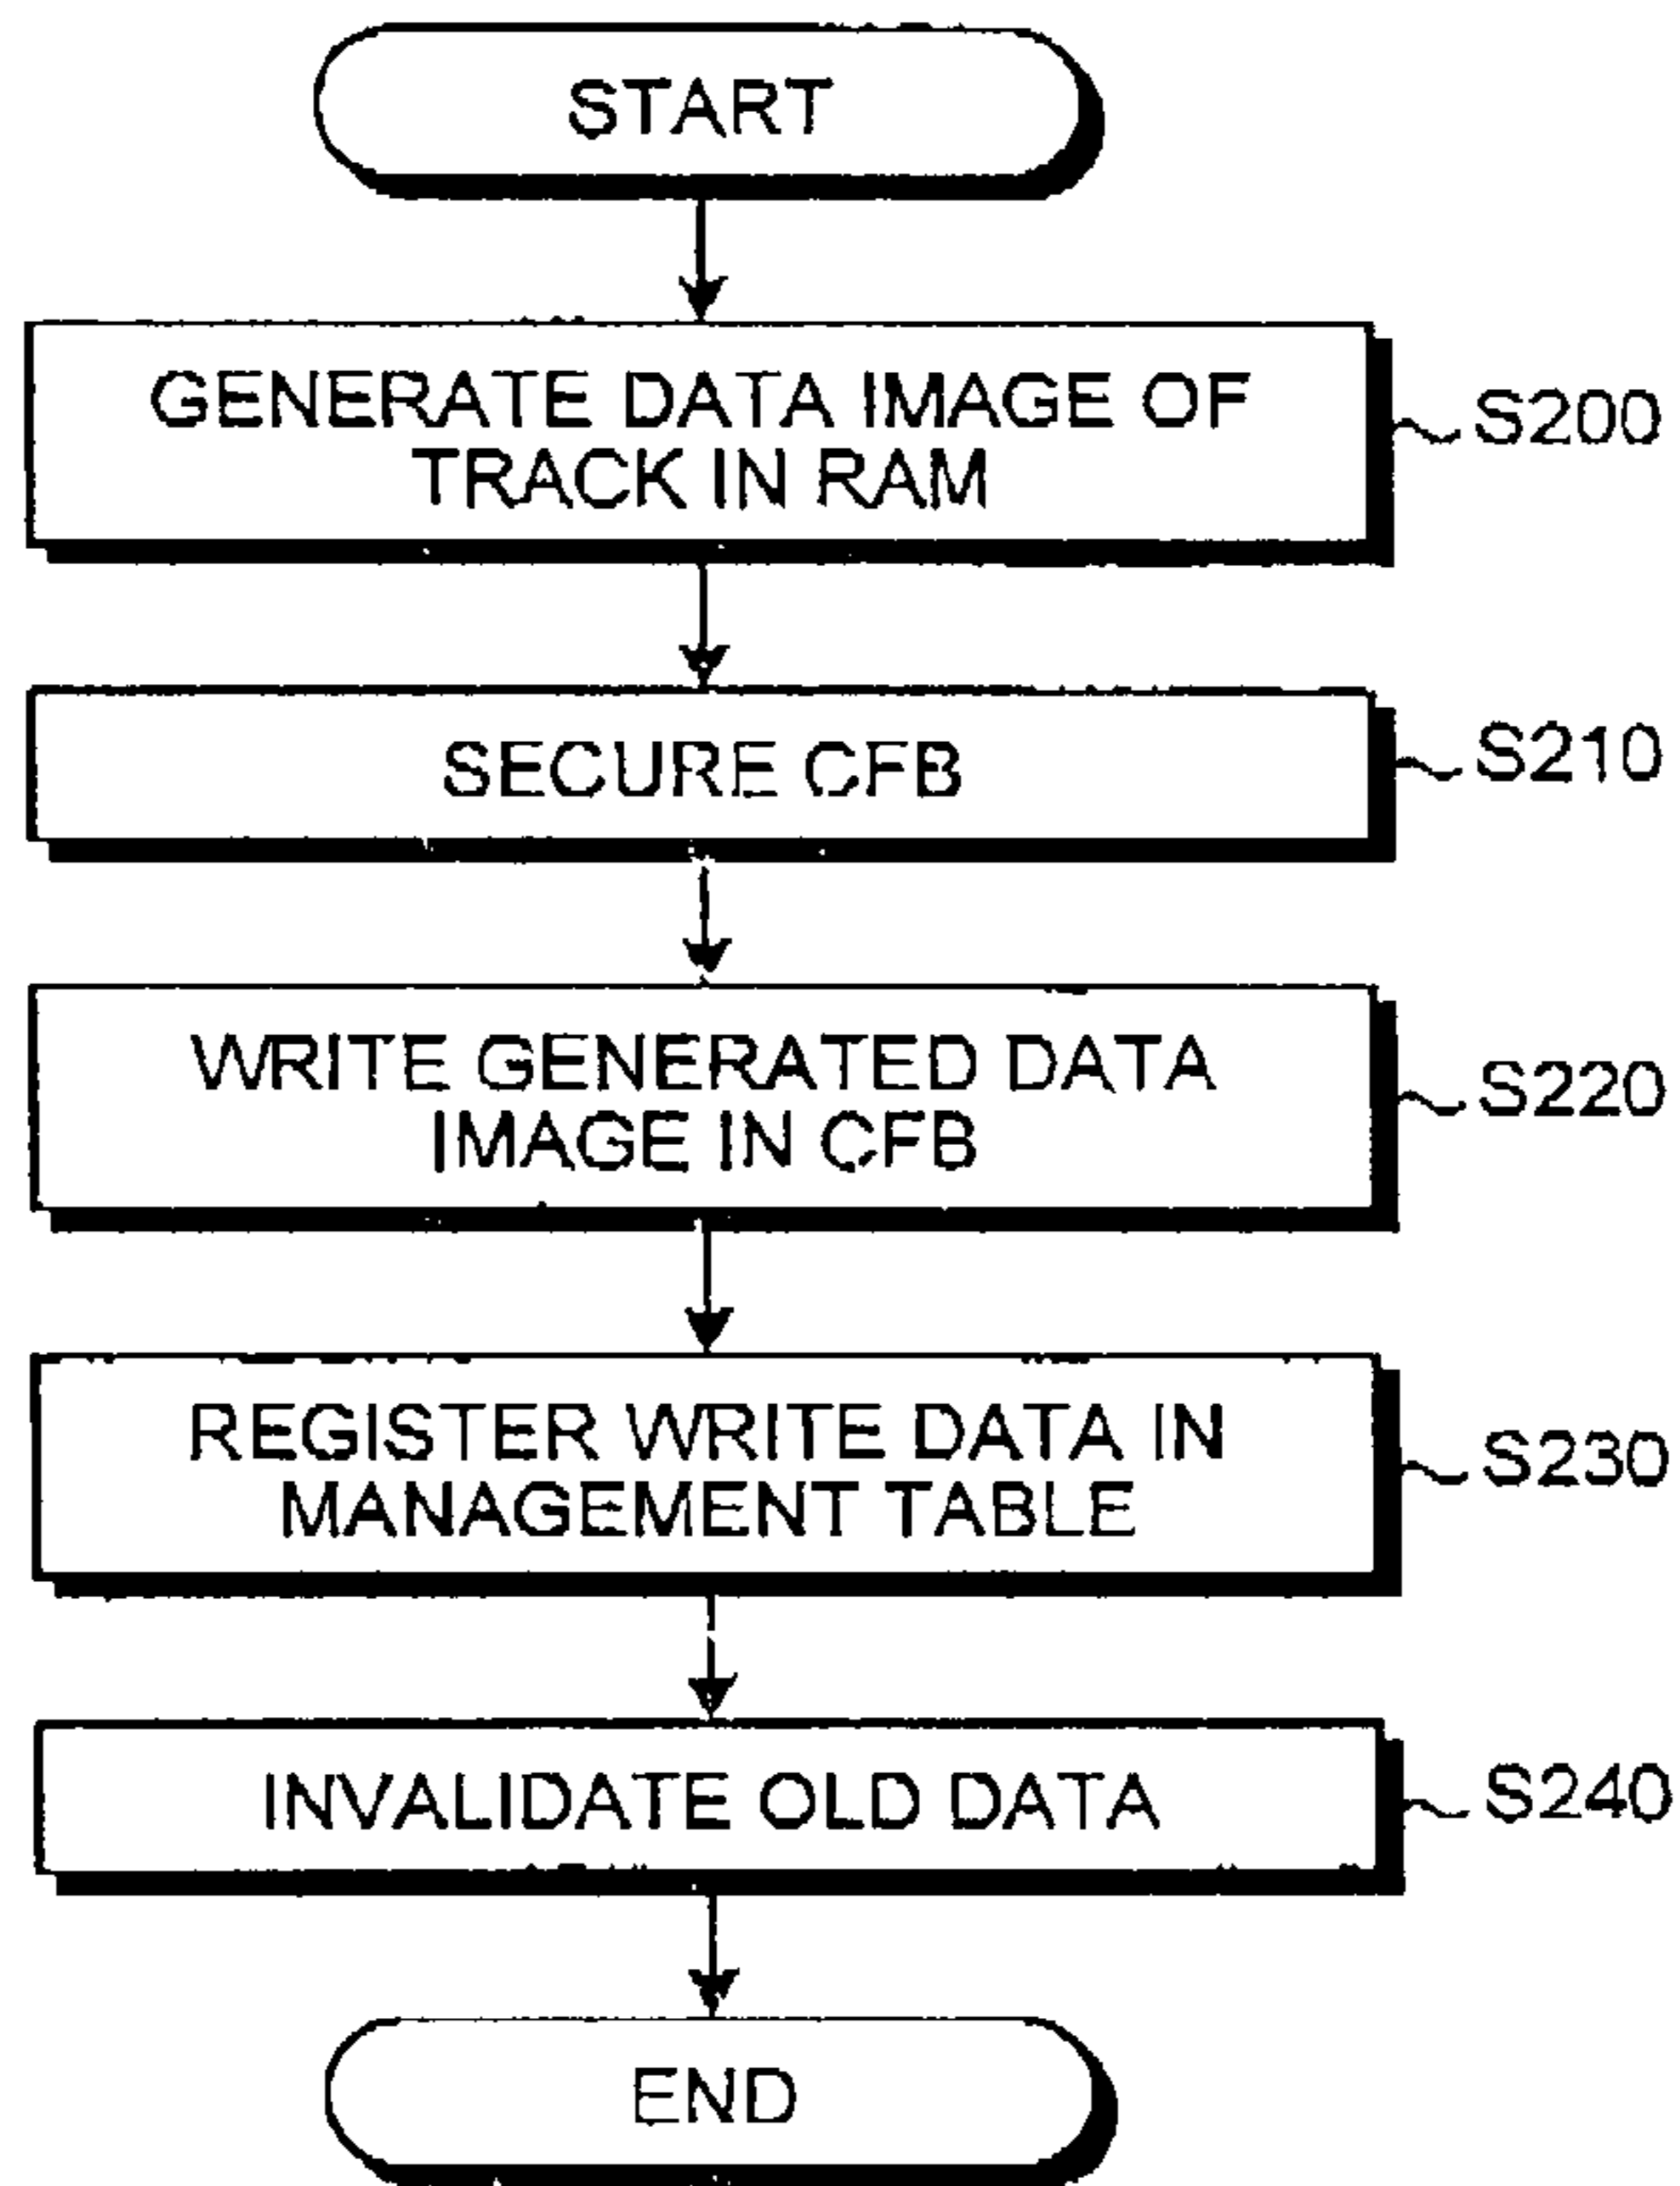 START
GENERATE DATA IMAGE OF
TRACK IN RAM
S200
SECURE CFB
S210
WRITE GENERATED DATA
IMAGE IN CFB
S220
REGISTER WRITE DATA IN
MANAGEMENT TABLE
S230
INVALIDATE OLD DATA
S240
END